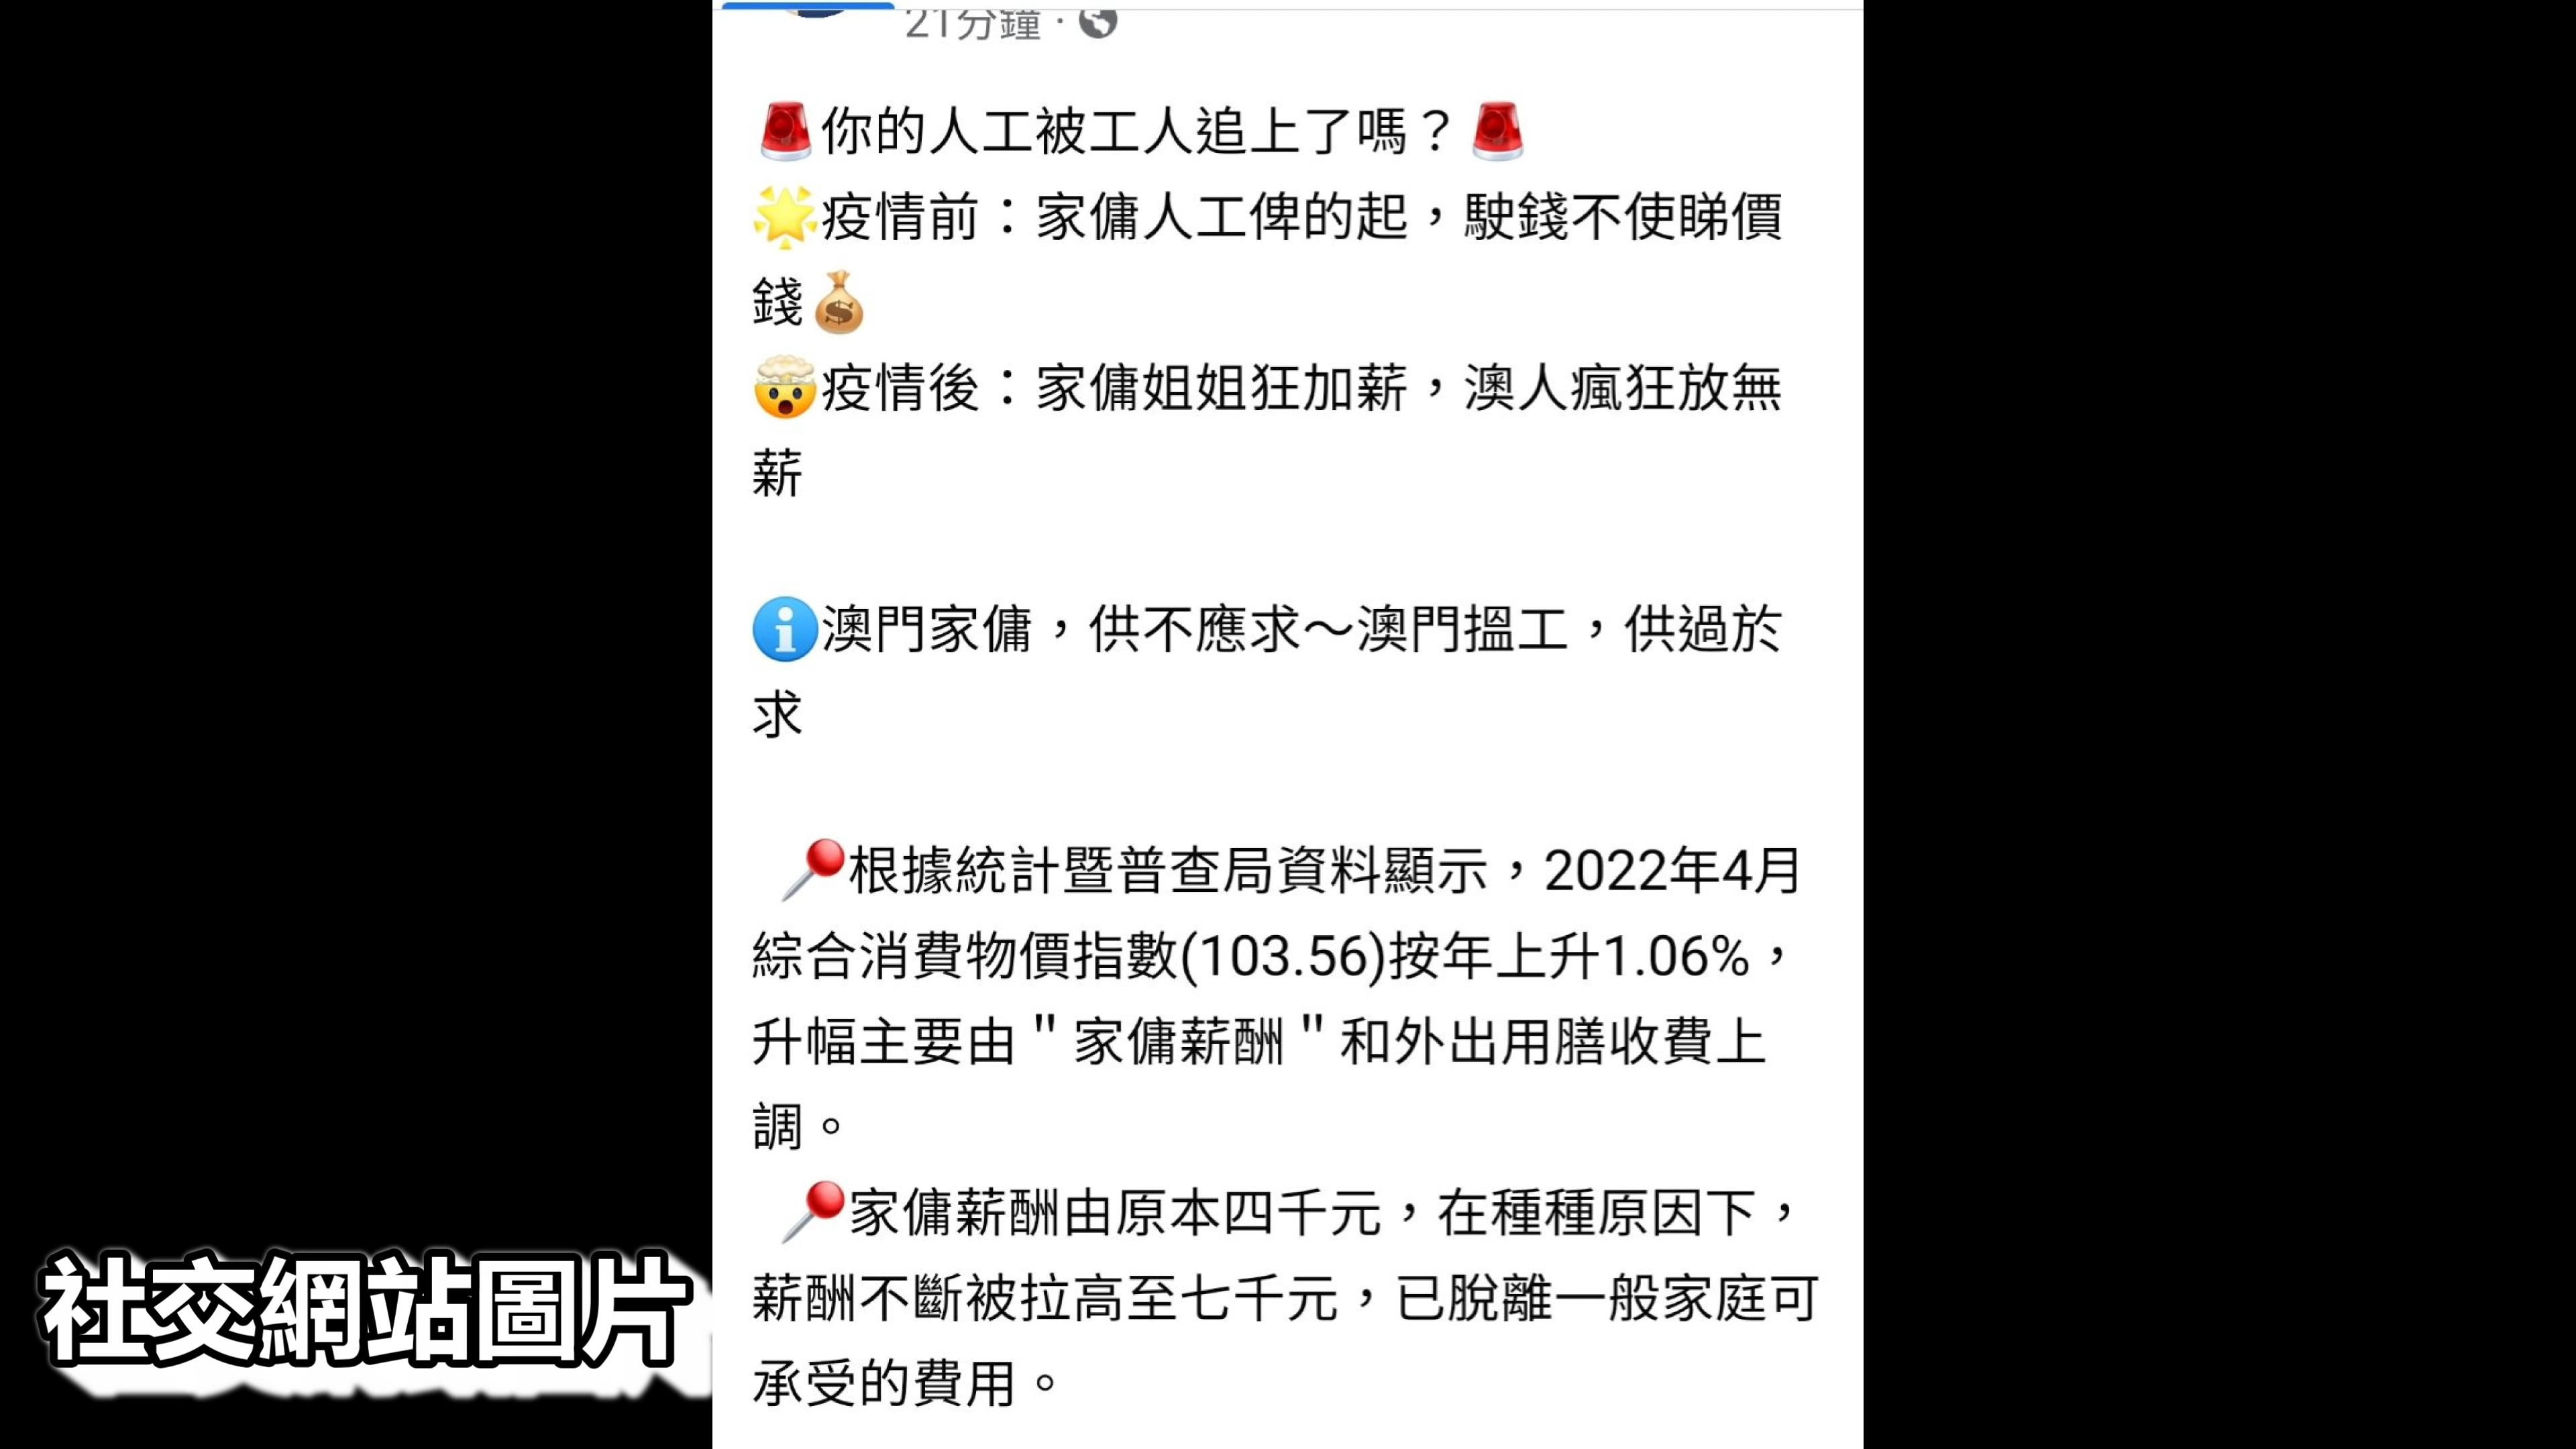 21分鐘 ·
🚨你的人工被工人追上了嗎？🚨
🌟疫情前：家傭人工俾的起，駛錢不使睇價
錢💰
🤯疫情後：家傭姐姐狂加薪，澳人瘋狂放無
薪
ℹ️澳門家傭，供不應求～澳門搵工，供過於
求
📍根據統計暨普查局資料顯示，2022年4月
綜合消費物價指數(103.56)按年上升1.06%，
升幅主要由＂家傭薪酬＂和外出用膳收費上
調。
📍家傭薪酬由原本四千元，在種種原因下，
薪酬不斷被拉高至七千元，已脫離一般家庭可
承受的費用。
社交網站圖片